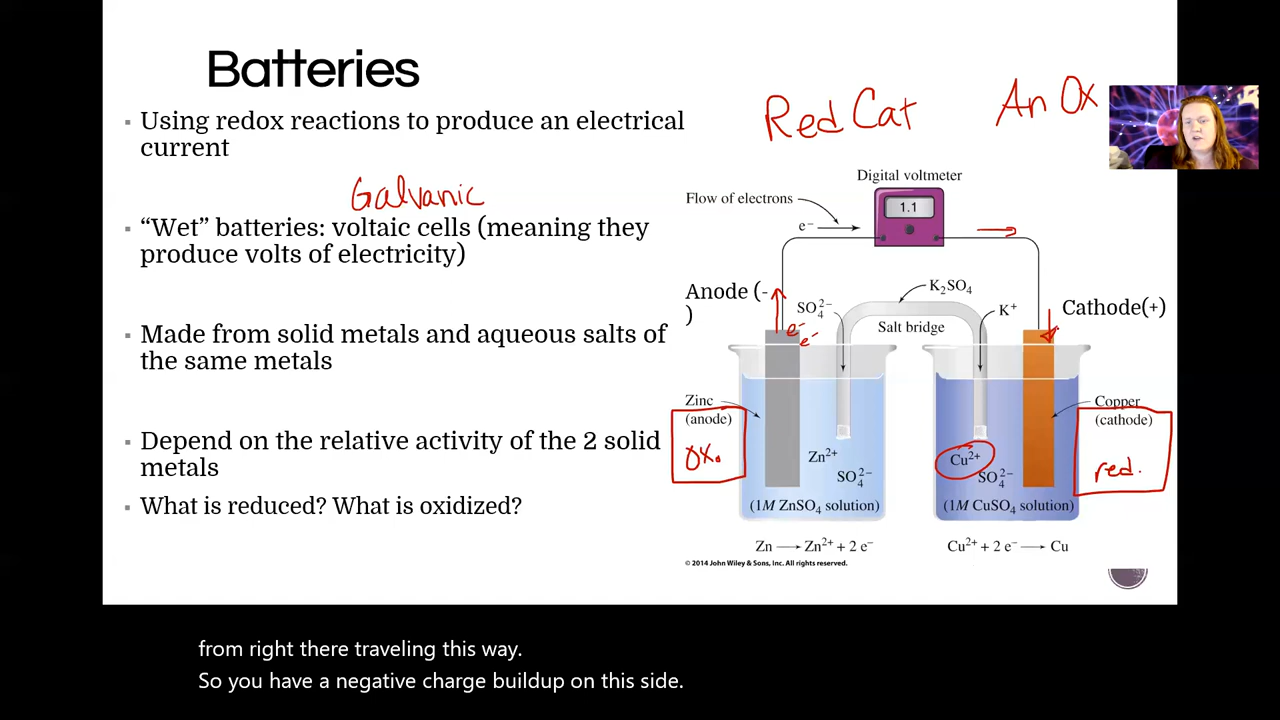 Batteries
Using redox reactions to produce an electrical
current
Galvanic
“Wet” batteries: voltaic cells (meaning they
produce volts of electricity)
Made from solid metals and aqueous salts of
the same metals
Depend on the relative activity of the 2 solid
metals
What is reduced? What is oxidized?
Red Cat
An Ox
Digital voltmeter
Flow of electrons
1.1
e⁻
Anode (-
)
Cathode(+)
K₂SO₄
SO₄²⁻
K⁺
Salt bridge
e⁻
e⁻
Zinc
(anode)
ox.
Copper
(cathode)
red.
Zn²⁺
SO₄²⁻
Cu²⁺
SO₄²⁻
(1M ZnSO₄ solution)
(1M CuSO₄ solution)
Zn ⟶ Zn²⁺ + 2 e⁻
Cu²⁺ + 2 e⁻ ⟶ Cu
© 2014 John Wiley & Sons, Inc. All rights reserved.
from right there traveling this way.
So you have a negative charge buildup on this side.